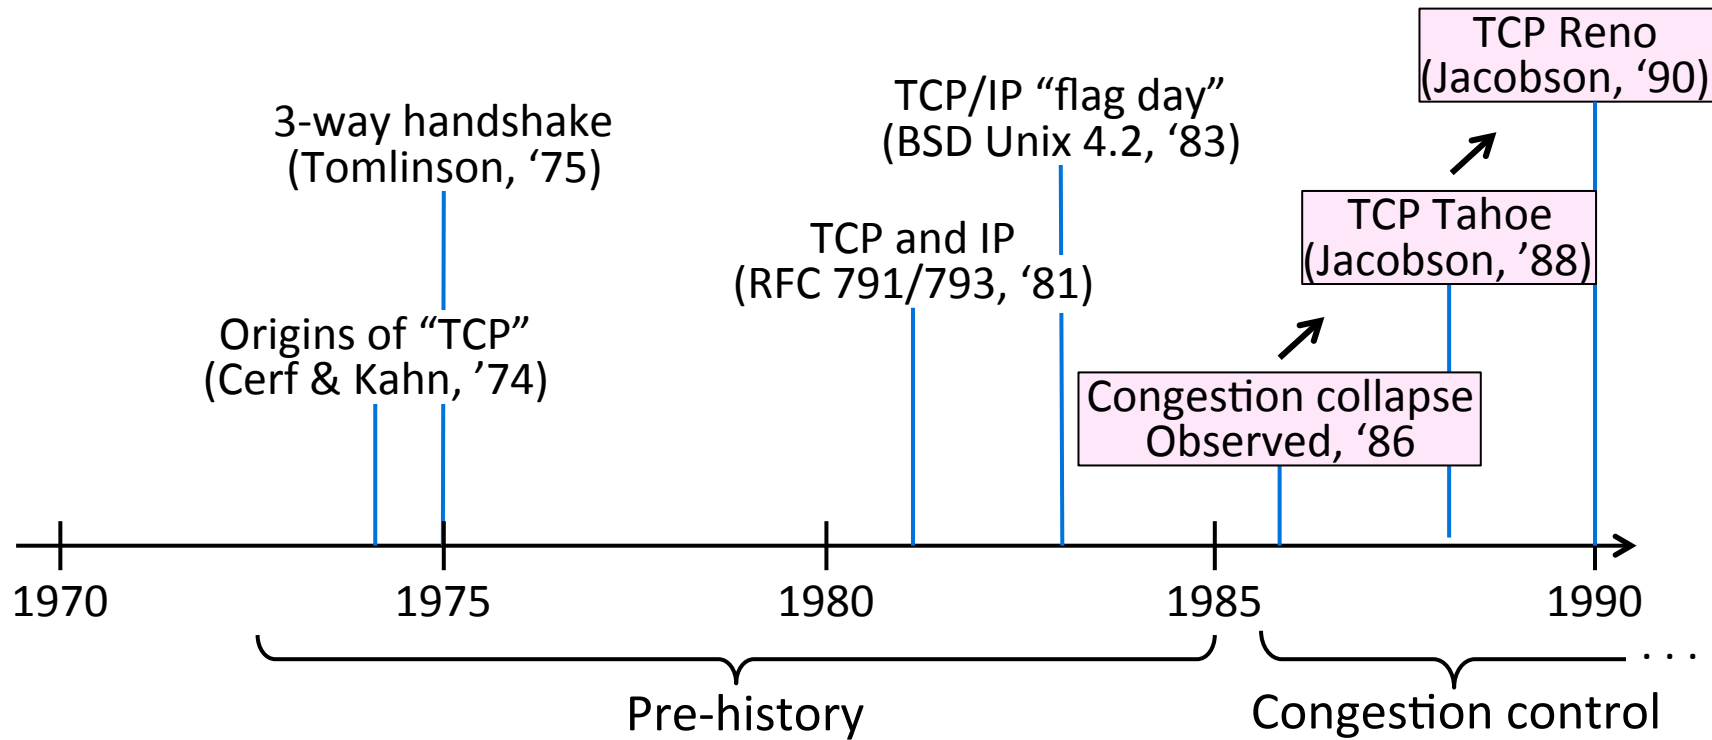 TCP Reno
(Jacobson, ‘90)
TCP/IP “flag day”
(BSD Unix 4.2, ‘83)
3-way handshake
(Tomlinson, ‘75)
TCP Tahoe
(Jacobson, ’88)
TCP and IP
(RFC 791/793, ‘81)
Origins of “TCP”
(Cerf & Kahn, ’74)
Congestion collapse
Observed, ‘86
1970
1975
1980
1985
1990
. . .
Pre-history
Congestion control